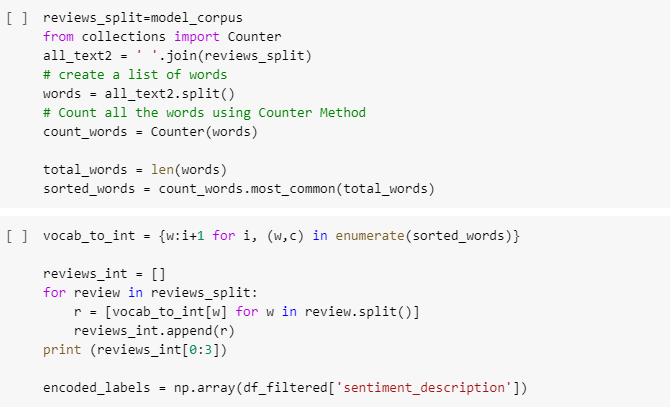 [ ] reviews_split=model_corpus
from collections import Counter
all_text2 = ' '.join(reviews_split)
# create a list of words
words = all_text2.split()
# Count all the words using Counter Method
count_words = Counter(words)
total_words = len(words)
sorted_words = count_words.most_common(total_words)
[ ] vocab_to_int = {w:i+1 for i, (w,c) in enumerate(sorted_words)}
reviews_int = []
for review in reviews_split:
    r = [vocab_to_int[w] for w in review.split()]
    reviews_int.append(r)
print (reviews_int[0:3])
encoded_labels = np.array(df_filtered['sentiment_description'])